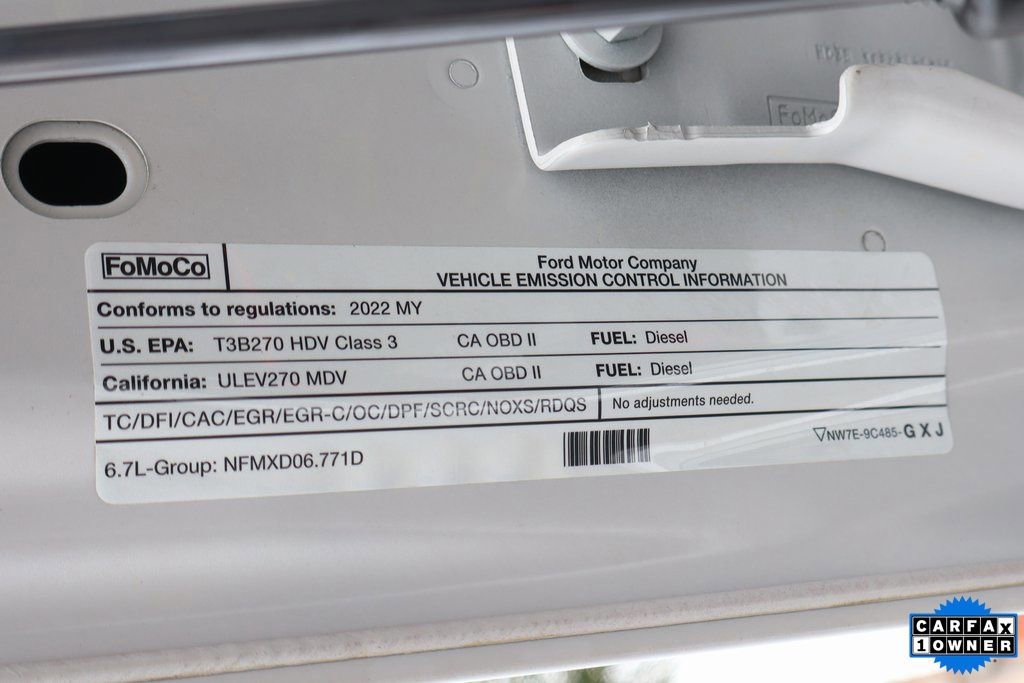 FoMoCo
FoMoCo
Ford Motor Company
VEHICLE EMISSION CONTROL INFORMATION
Conforms to regulations: 2022 MY
U.S. EPA: T3B270 HDV Class 3 CA OBD II FUEL: Diesel
California: ULEV270 MDV CA OBD II FUEL: Diesel
TC/DFI/CAC/EGR/EGR-C/OC/DPF/SCRC/NOXS/RDQS No adjustments needed.
6.7L-Group: NFMXD06.771D
NW7E-9C485-GXJ
CARFAX
1 OWNER